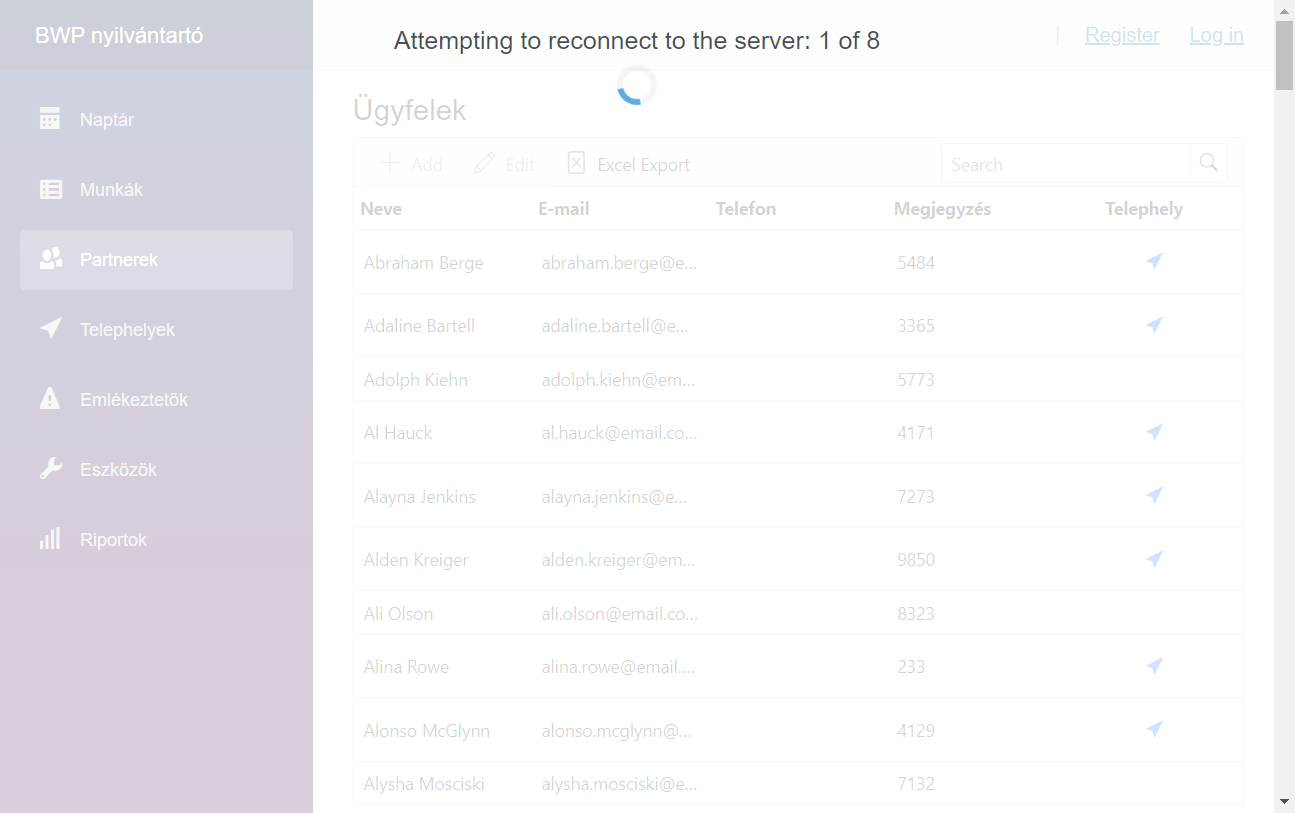 BWP nyilvántartó
Attempting to reconnect to the server: 1 of 8
Register Log in
Naptár
Munkák
Partnerek
Telephelyek
Emlékeztetők
Eszközök
Riportok
Ügyfelek
Add Edit Excel Export Search
Neve E-mail Telefon Megjegyzés Telephely
Abraham Berge abraham.berge@e... 5484
Adaline Bartell adaline.bartell@e... 3365
Adolph Kiehn adolph.kiehn@em... 5773
Al Hauck al.hauck@email.co... 4171
Alayna Jenkins alayna.jenkins@e... 7273
Alden Kreiger alden.kreiger@em... 9850
Ali Olson ali.olson@email.co... 8323
Alina Rowe alina.rowe@email.... 233
Alonso McGlynn alonso.mcglynn@... 4129
Alysha Mosciski alysha.mosciski@e... 7132